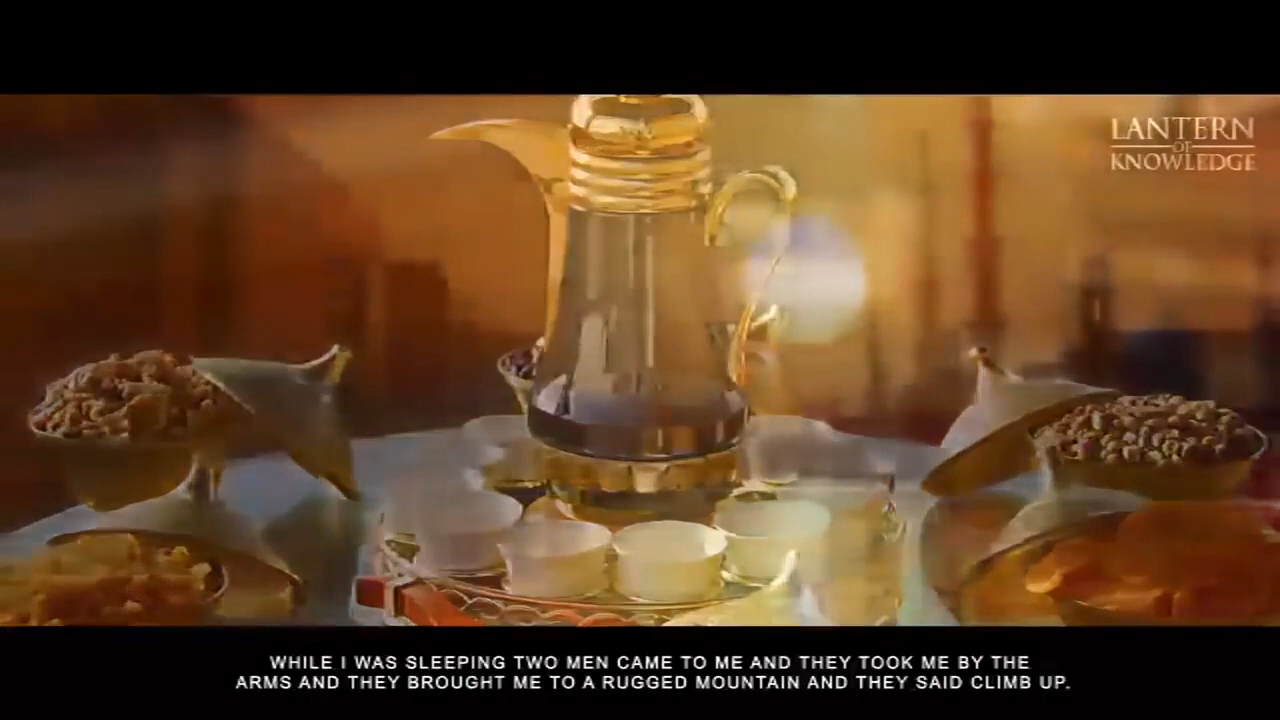 LANTERN
OF
KNOWLEDGE
WHILE I WAS SLEEPING TWO MEN CAME TO ME AND THEY TOOK ME BY THE
ARMS AND THEY BROUGHT ME TO A RUGGED MOUNTAIN AND THEY SAID CLIMB UP.